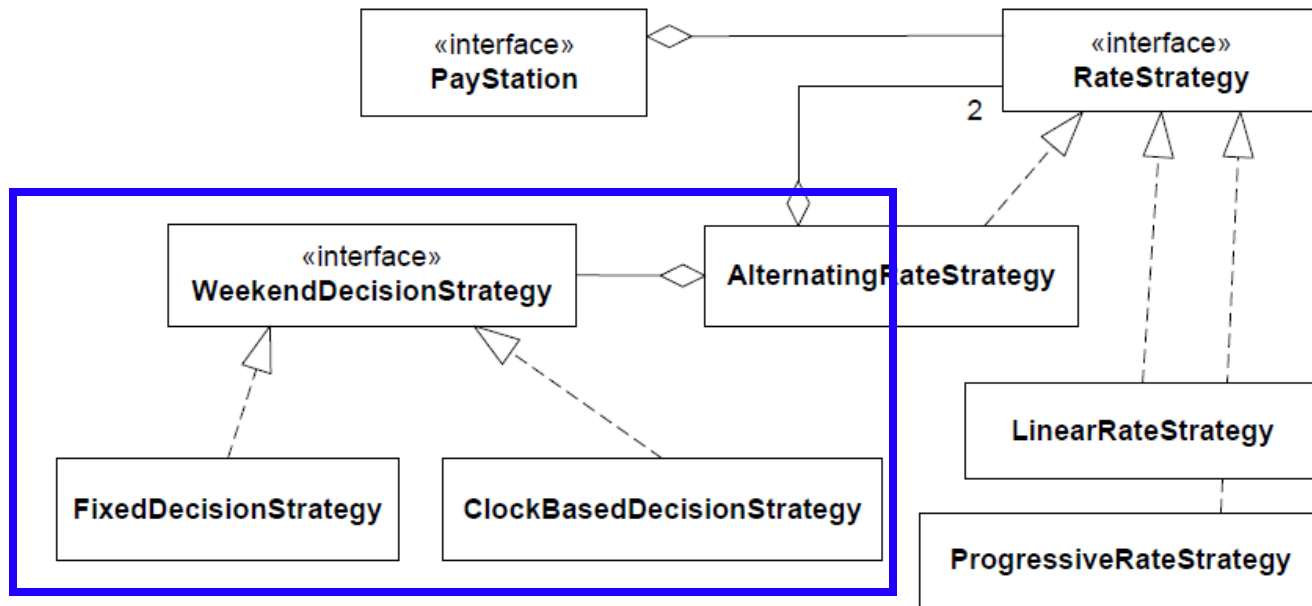 «interface»
PayStation
«interface»
RateStrategy
2
«interface»
WeekendDecisionStrategy
AlternatingRateStrategy
LinearRateStrategy
FixedDecisionStrategy
ClockBasedDecisionStrategy
ProgressiveRateStrategy